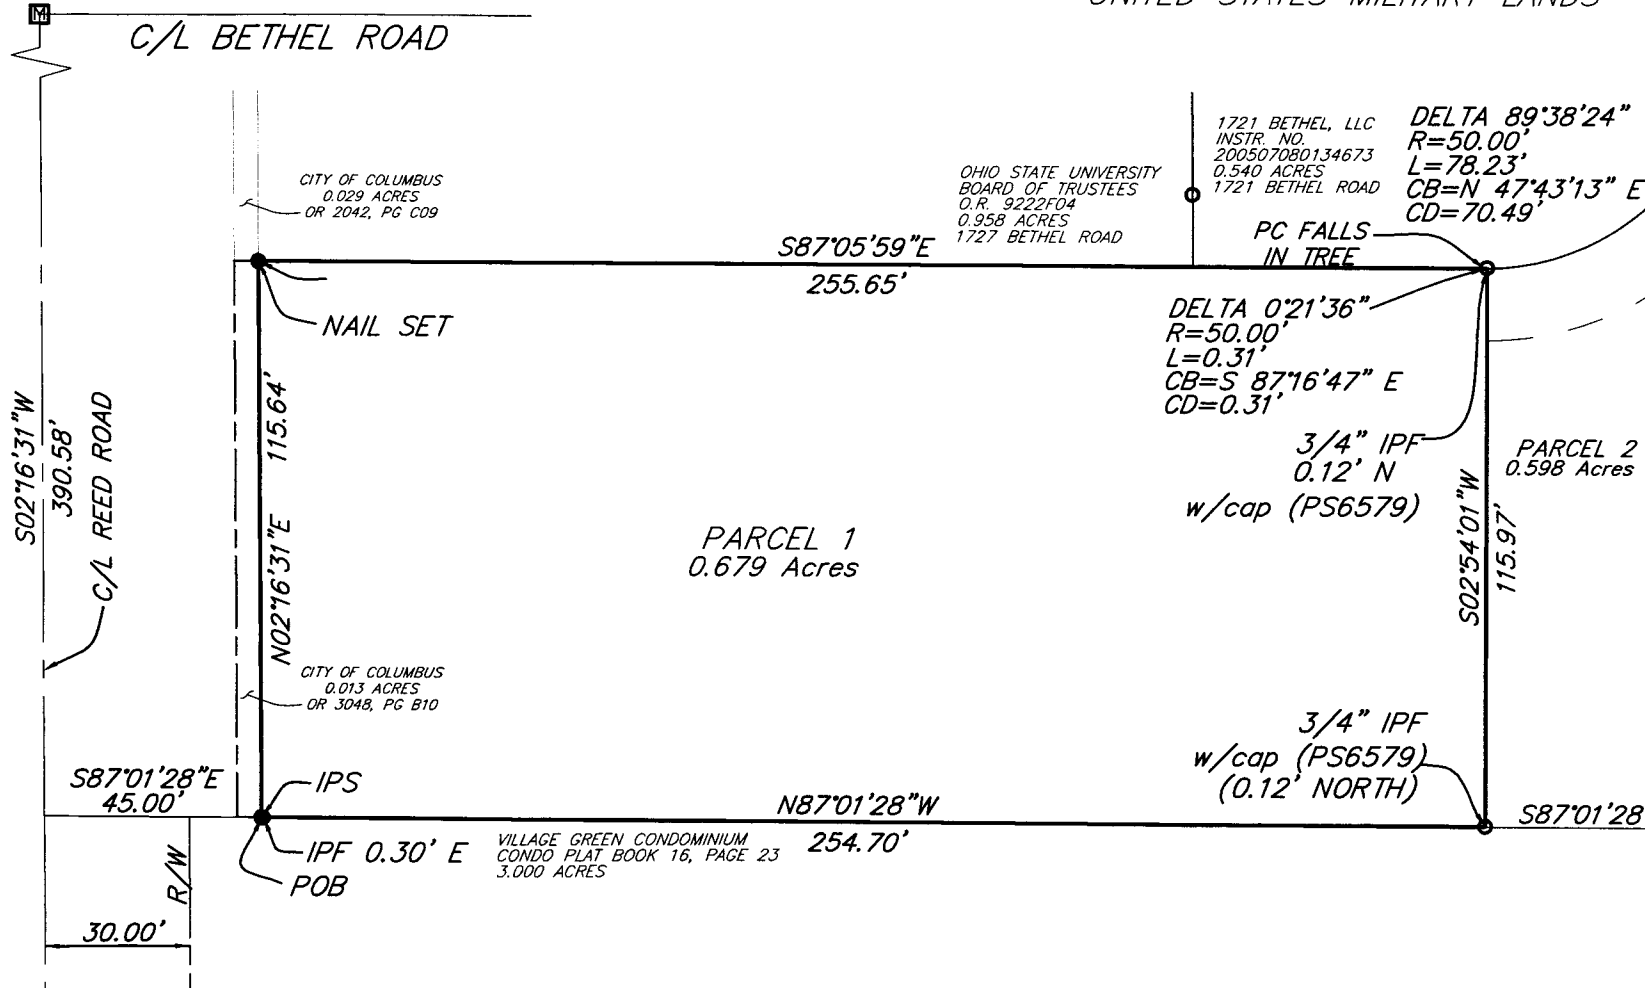 M
C/L BETHEL ROAD
UNITED STATES MILITARY LANDS
CITY OF COLUMBUS
0.029 ACRES
OR 2042, PG C09
OHIO STATE UNIVERSITY
BOARD OF TRUSTEES
O.R. 9222F04
0.958 ACRES
1727 BETHEL ROAD
1721 BETHEL, LLC
INSTR. NO.
200507080134673
0.540 ACRES
1721 BETHEL ROAD
DELTA 89°38'24"
R=50.00'
L=78.23'
CB=N 47°43'13" E
CD=70.49'
PC FALLS
IN TREE
S87°05'59"E
255.65'
NAIL SET
DELTA 0°21'36"
R=50.00'
L=0.31'
CB=S 87°16'47" E
CD=0.31'
3/4" IPF
0.12' N
w/cap (PS6579)
PARCEL 2
0.598 Acres
S02°16'31"W
390.58'
C/L REED ROAD
N02°16'31"E 115.64'
PARCEL 1
0.679 Acres
S02°54'01"W
115.97'
CITY OF COLUMBUS
0.013 ACRES
OR 3048, PG B10
3/4" IPF
w/cap (PS6579)
(0.12' NORTH)
S87°01'28"E
45.00'
IPS
N87°01'28"W
254.70'
S87°01'28
IPF 0.30' E
POB
VILLAGE GREEN CONDOMINIUM
CONDO PLAT BOOK 16, PAGE 23
3.000 ACRES
R/W
30.00'